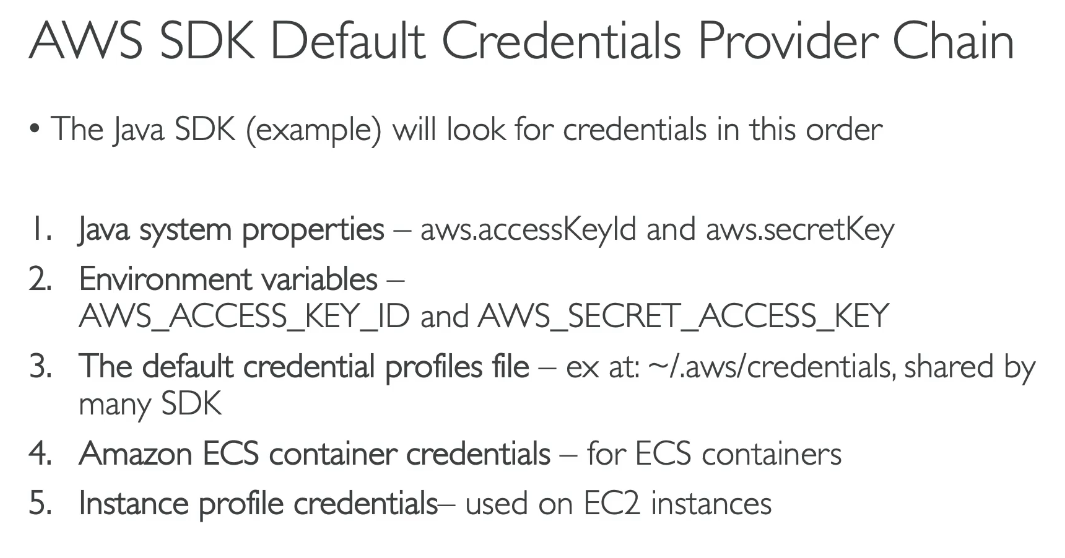 AWS SDK Default Credentials Provider Chain
• The Java SDK (example) will look for credentials in this order
1. Java system properties – aws.accessKeyId and aws.secretKey
2. Environment variables –
AWS_ACCESS_KEY_ID and AWS_SECRET_ACCESS_KEY
3. The default credential profiles file – ex at: ~/.aws/credentials, shared by
many SDK
4. Amazon ECS container credentials – for ECS containers
5. Instance profile credentials– used on EC2 instances